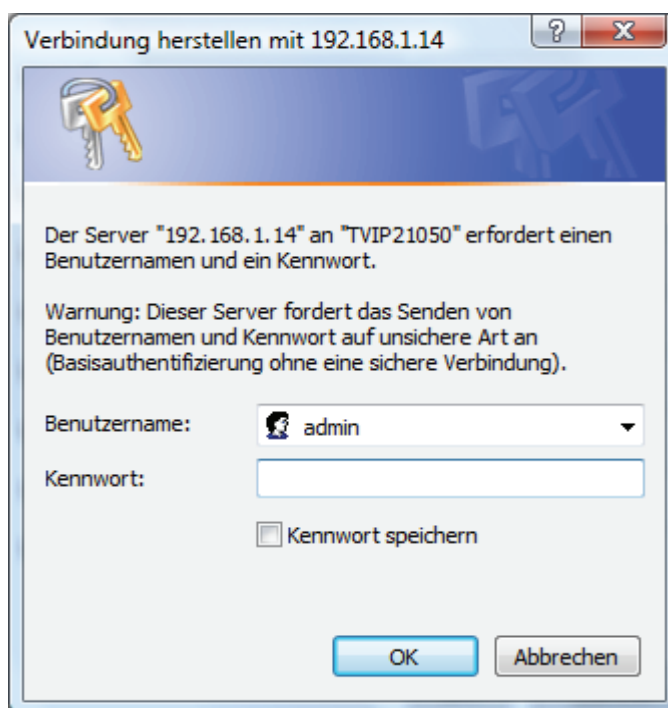 Verbindung herstellen mit 192.168.1.14
Der Server "192.168.1.14" an "TVIP21050" erfordert einen
Benutzernamen und ein Kennwort.
Warnung: Dieser Server fordert das Senden von
Benutzernamen und Kennwort auf unsichere Art an
(Basisauthentifizierung ohne eine sichere Verbindung).
Benutzername:
admin
Kennwort:
Kennwort speichern
OK
Abbrechen